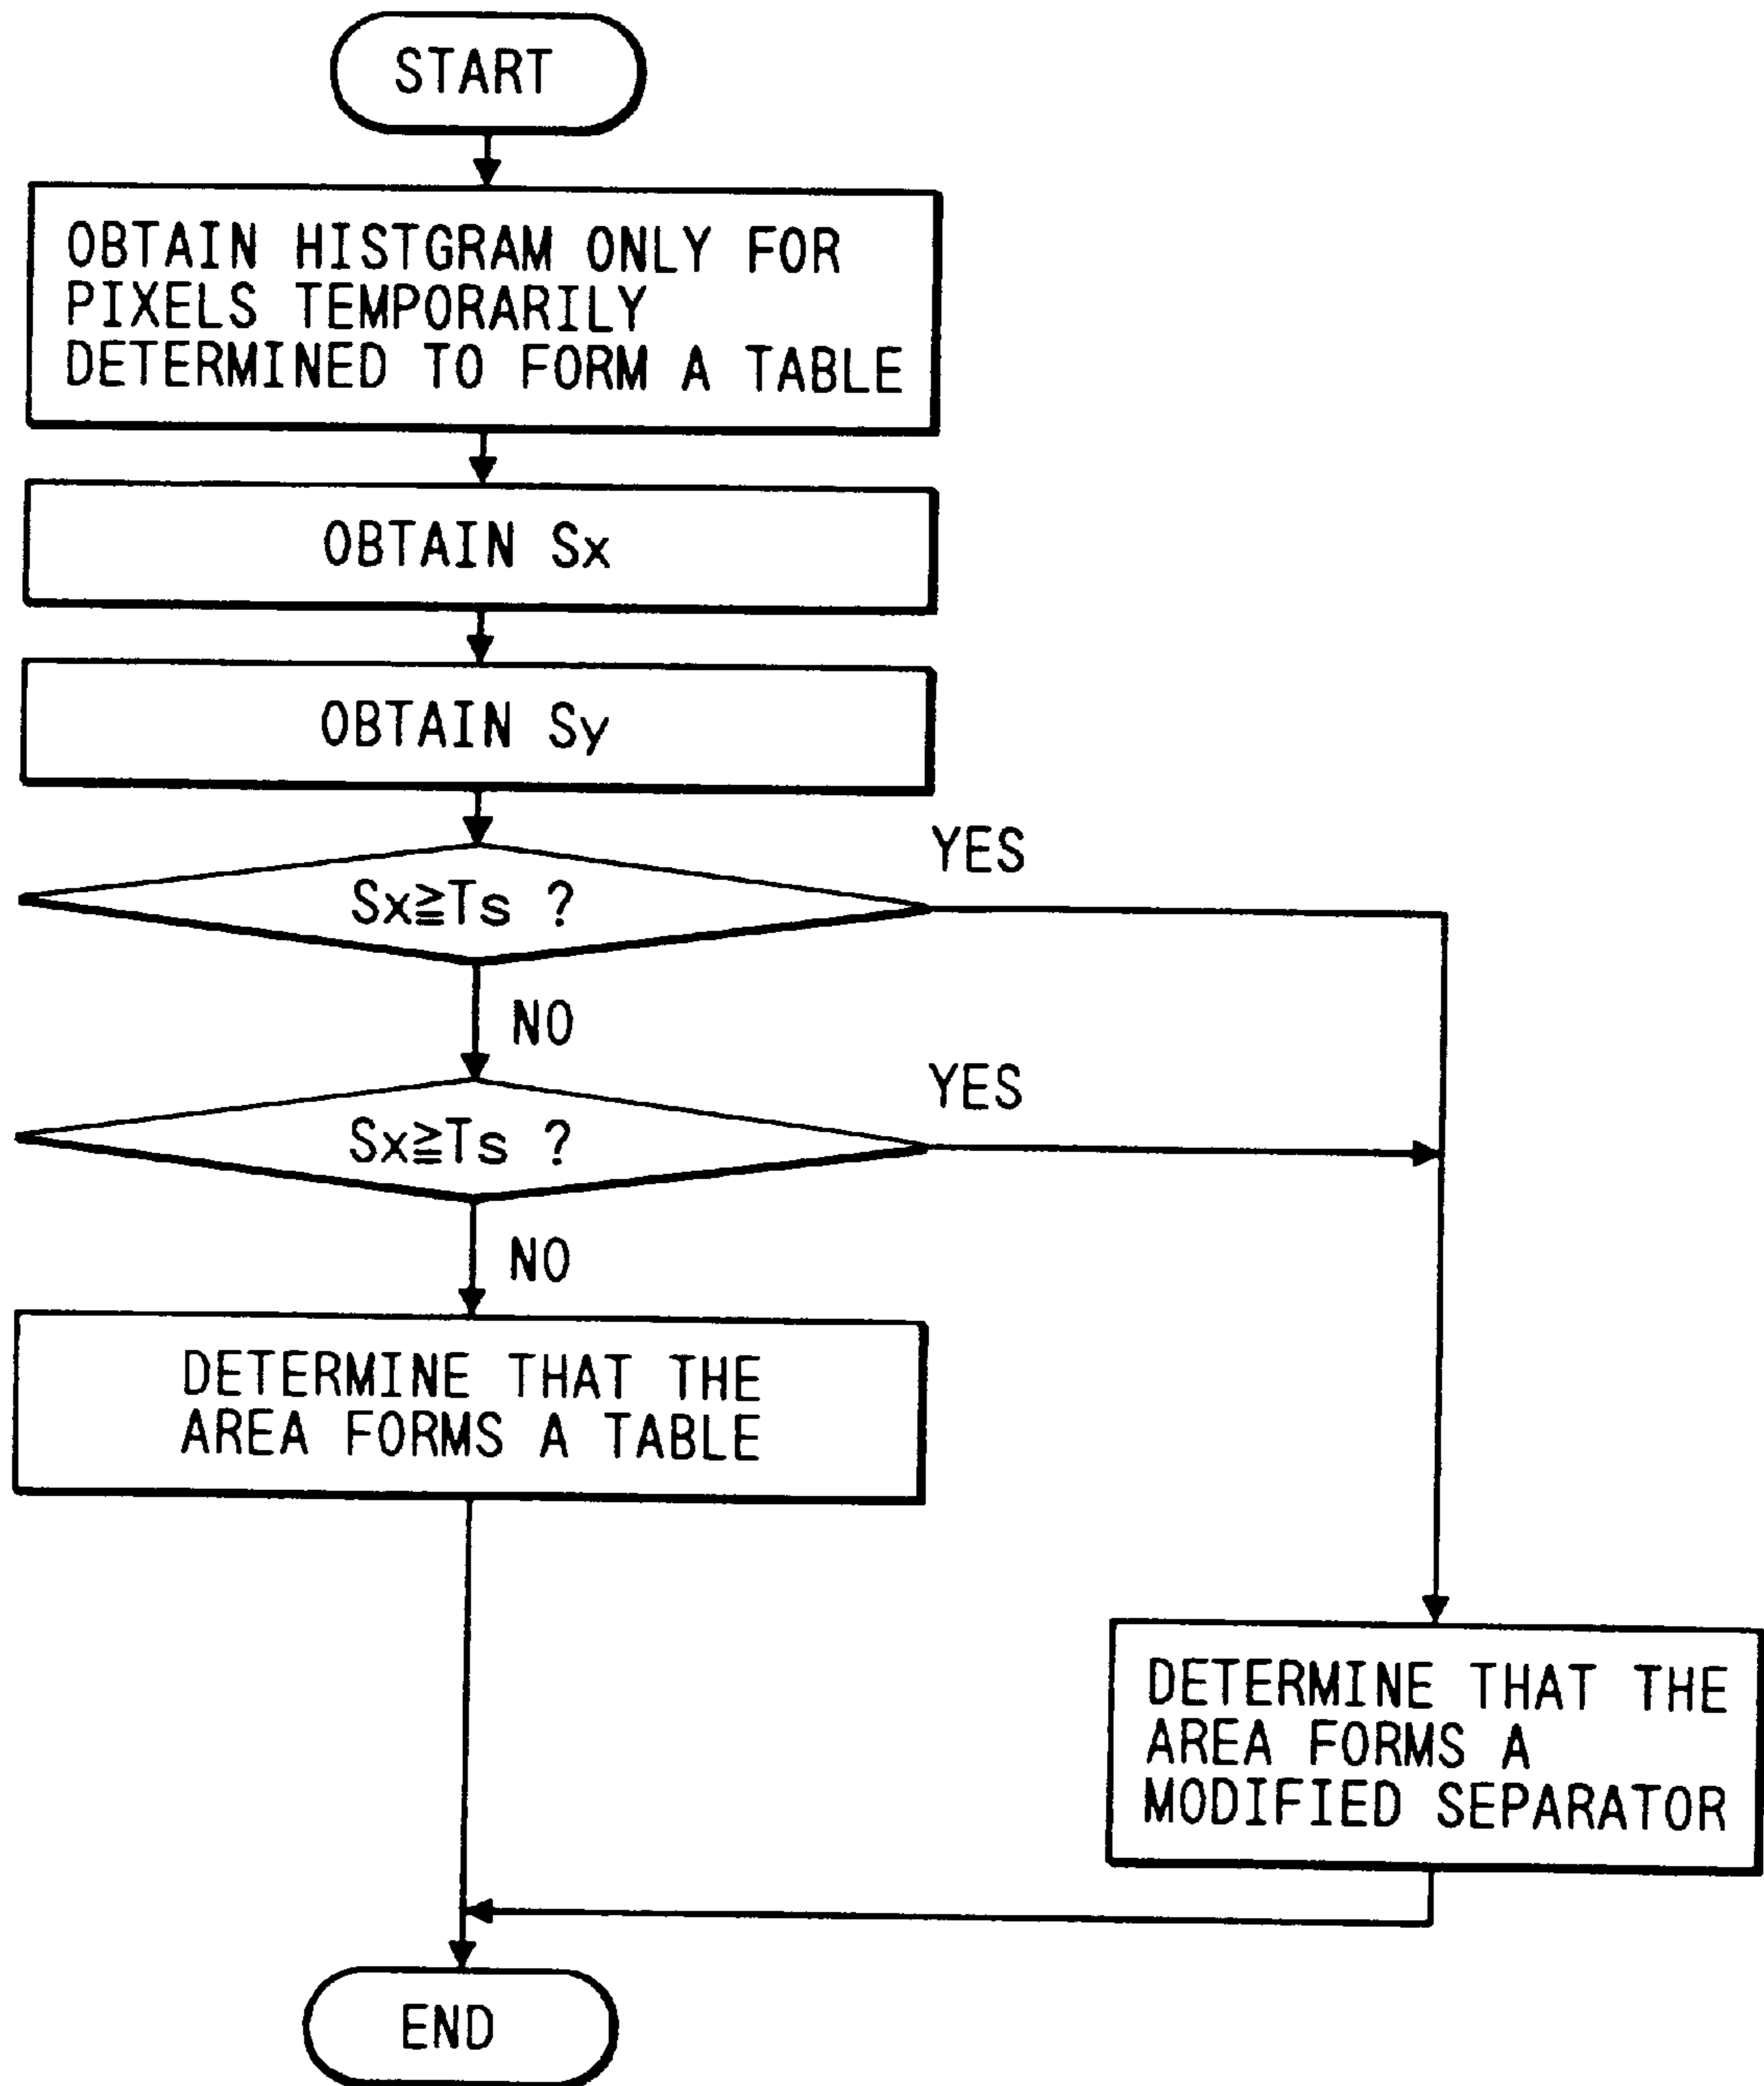 START
OBTAIN HISTGRAM ONLY FOR
PIXELS TEMPORARILY
DETERMINED TO FORM A TABLE
OBTAIN Sx
OBTAIN Sy
Sx≧Ts ?
YES
NO
Sx≧Ts ?
YES
NO
DETERMINE THAT THE
AREA FORMS A TABLE
DETERMINE THAT THE
AREA FORMS A
MODIFIED SEPARATOR
END